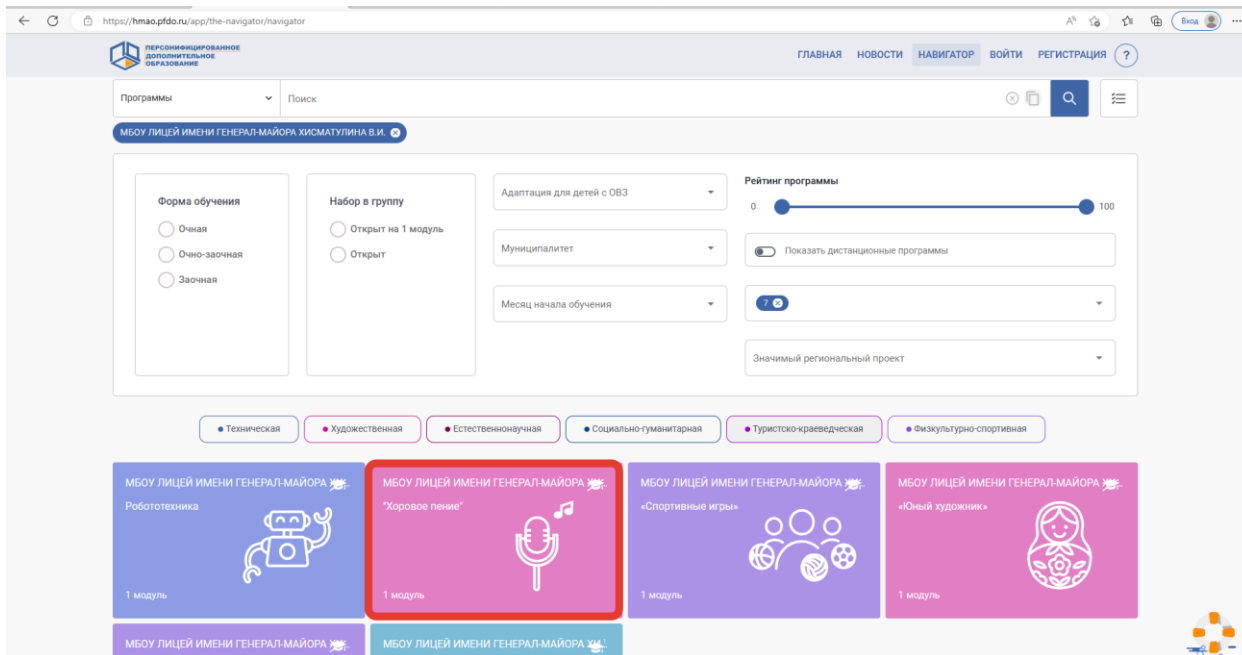 https://hmao.pfdo.ru/app/the-navigator/navigator
Вход
ПЕРСОНИФИЦИРОВАННОЕ
ДОПОЛНИТЕЛЬНОЕ
ОБРАЗОВАНИЕ
ГЛАВНАЯ НОВОСТИ НАВИГАТОР ВОЙТИ РЕГИСТРАЦИЯ ?
Программы Поиск
МБОУ ЛИЦЕЙ ИМЕНИ ГЕНЕРАЛ-МАЙОРА ХИСМАТУЛИНА В.И.
Форма обучения
Очная
Очно-заочная
Заочная
Набор в группу
Открыт на 1 модуль
Открыт
Адаптация для детей с ОВЗ
Муниципалитет
Месяц начала обучения
Рейтинг программы
0 100
Показать дистанционные программы
7
Значимый региональный проект
Техническая Художественная Естественнонаучная Социально-гуманитарная Туристско-краеведческая Физкультурно-спортивная
МБОУ ЛИЦЕЙ ИМЕНИ ГЕНЕРАЛ-МАЙОРА
Робототехника
1 модуль
МБОУ ЛИЦЕЙ ИМЕНИ ГЕНЕРАЛ-МАЙОРА
"Хоровое пение"
1 модуль
МБОУ ЛИЦЕЙ ИМЕНИ ГЕНЕРАЛ-МАЙОРА
«Спортивные игры»
1 модуль
МБОУ ЛИЦЕЙ ИМЕНИ ГЕНЕРАЛ-МАЙОРА
«Юный художник»
1 модуль
МБОУ ЛИЦЕЙ ИМЕНИ ГЕНЕРАЛ-МАЙОРА
МБОУ ЛИЦЕЙ ИМЕНИ ГЕНЕРАЛ-МАЙОРА